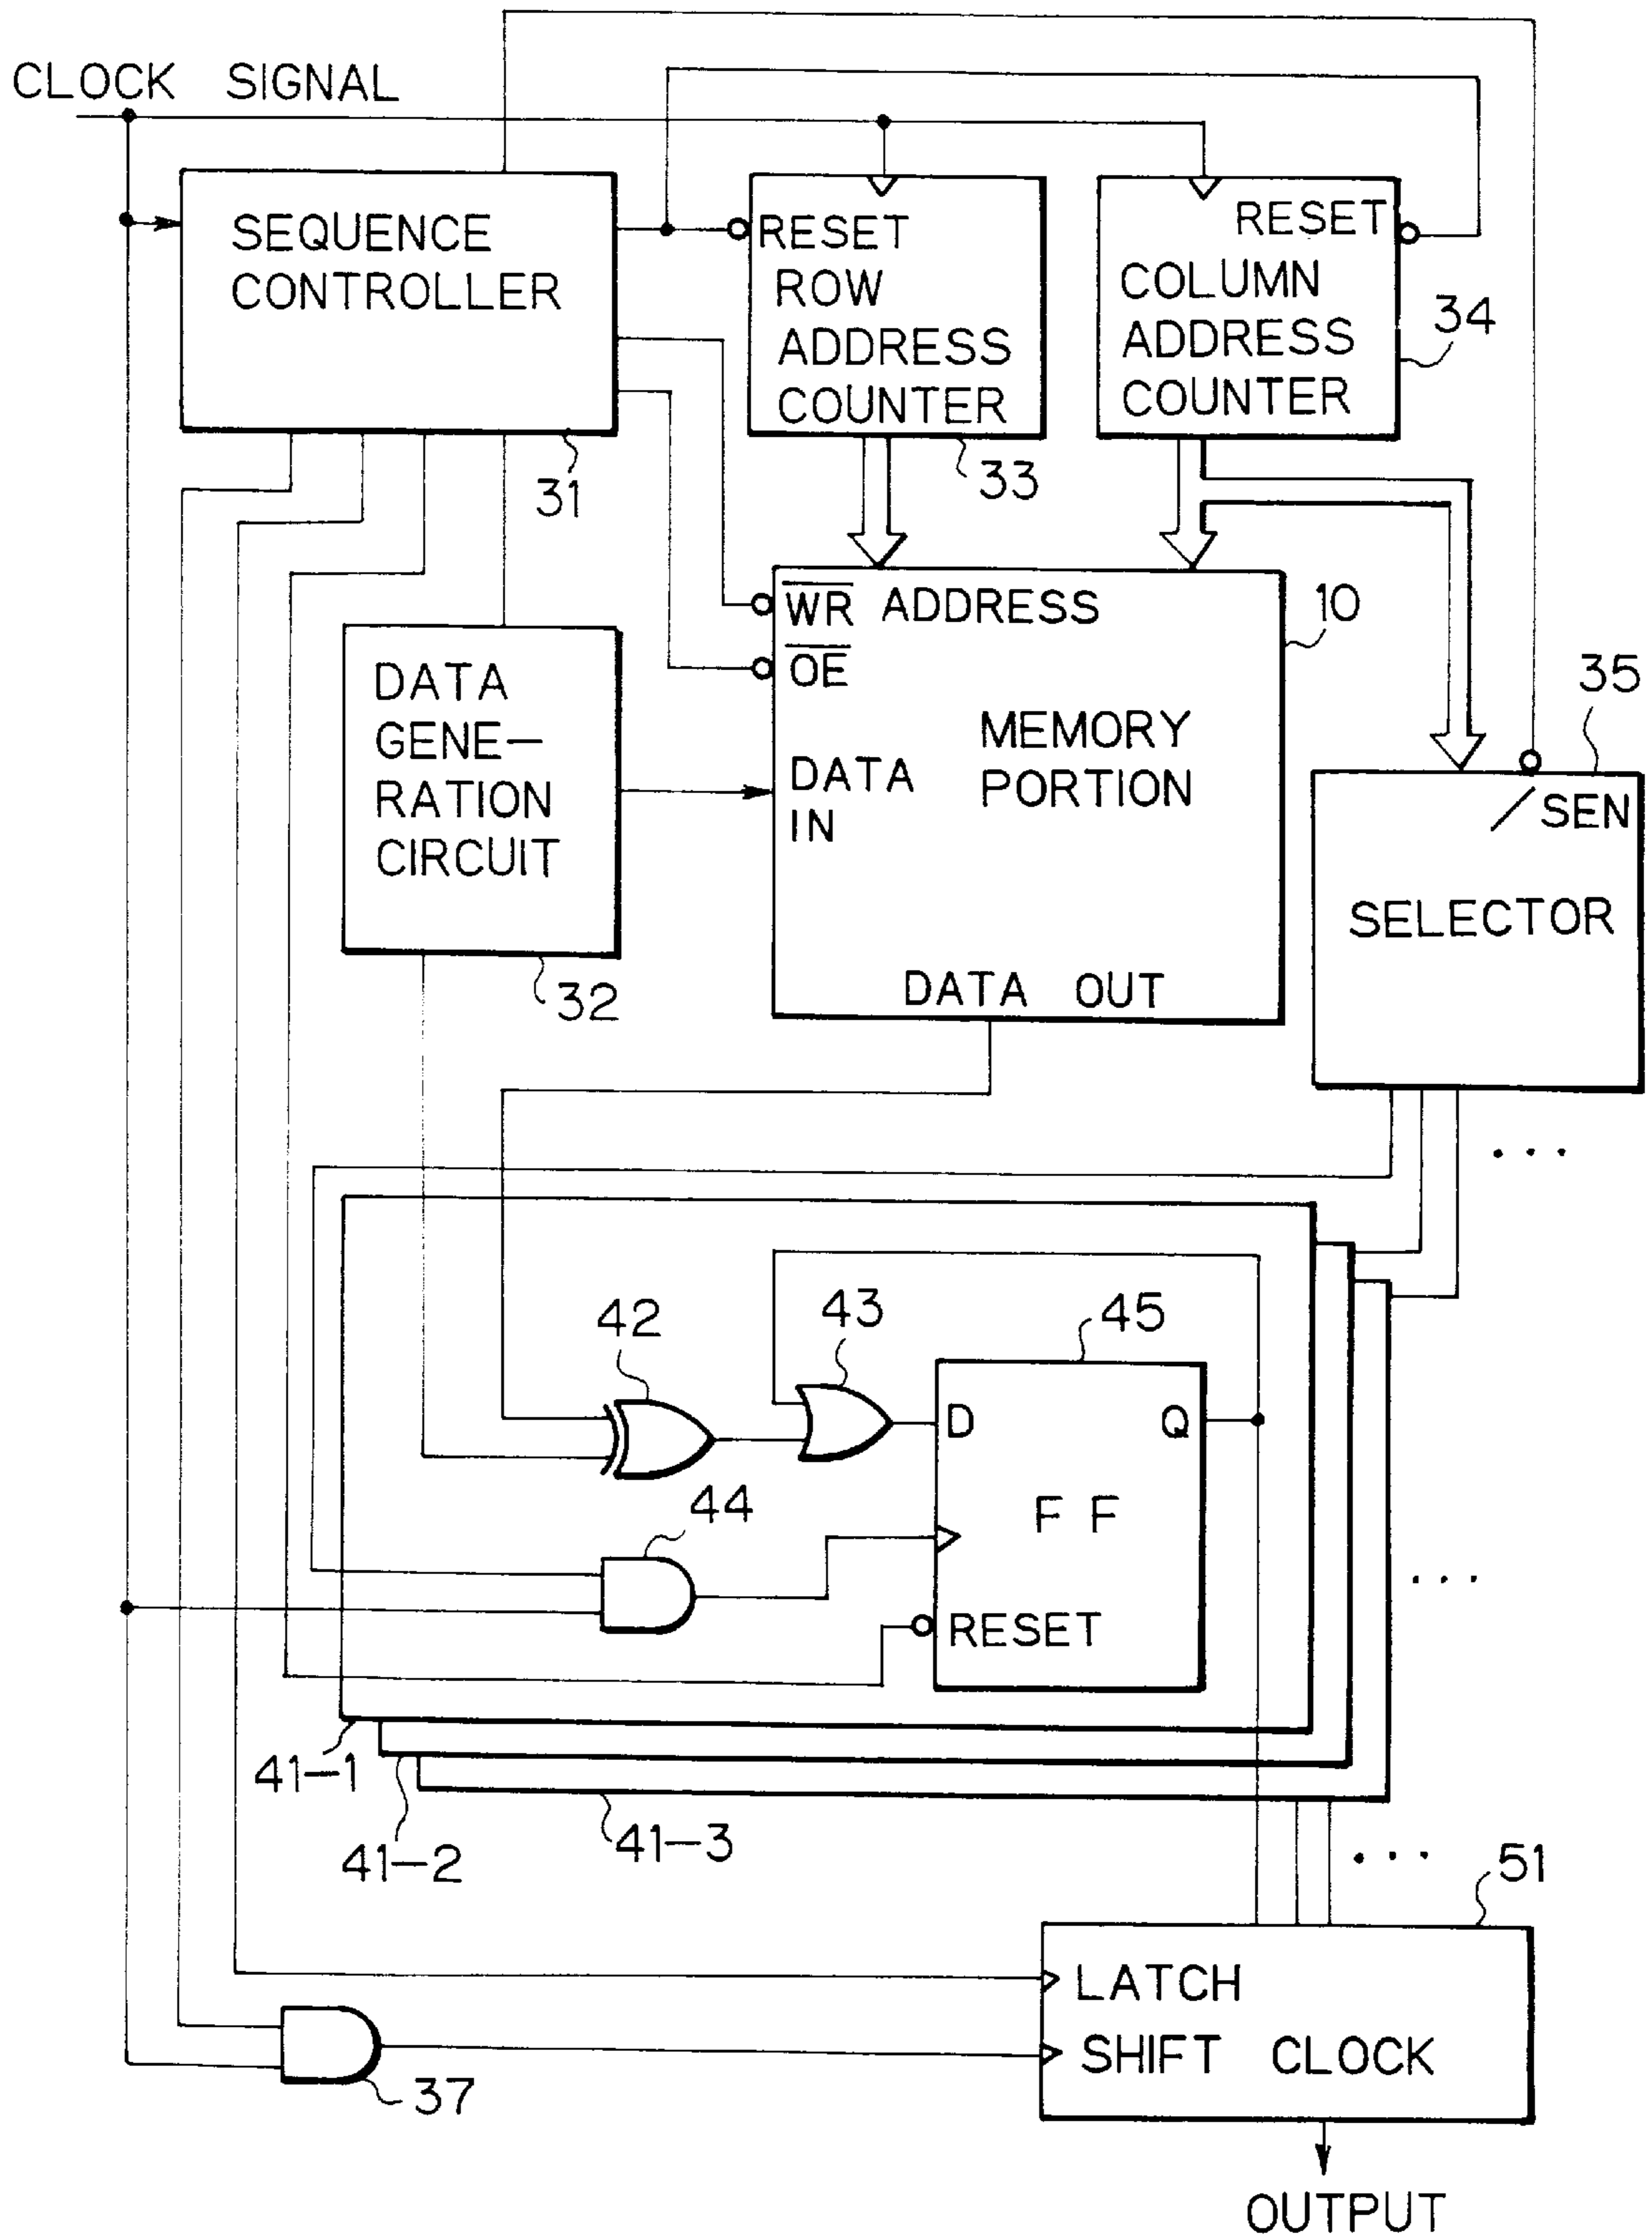 CLOCK SIGNAL
SEQUENCE
CONTROLLER
31
RESET
ROW
ADDRESS
COUNTER
33
RESET
COLUMN
ADDRESS
COUNTER
34
DATA
GENE-
RATION
CIRCUIT
32
WR ADDRESS
OE
DATA
IN
MEMORY
PORTION
DATA OUT
10
35
/SEN
SELECTOR
...
42
43
45
44
D
Q
FF
RESET
...
41-1
41-2
41-3
...
51
LATCH
SHIFT CLOCK
37
OUTPUT